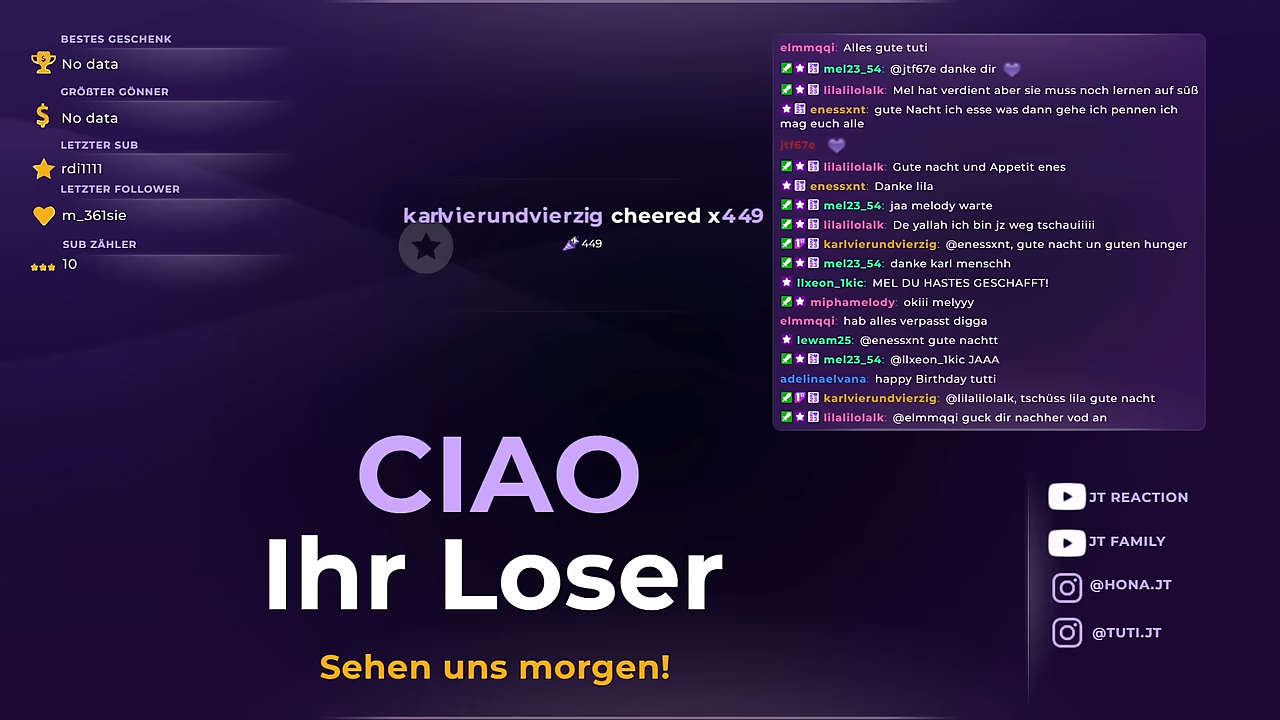 BESTES GESCHENK
No data
GRÖßTER GÖNNER
No data
LETZTER SUB
rdi1111
LETZTER FOLLOWER
m_361sie
SUB ZÄHLER
10
karlvierundvierzig cheered x449
449
elmmqqi: Alles gute tuti
mel23_54: @jtf67e danke dir
lilalilolalk: Mel hat verdient aber sie muss noch lernen auf süß
enessxnt: gute Nacht ich esse was dann gehe ich pennen ich
mag euch alle
jtf67e
lilalilolalk: Gute nacht und Appetit enes
enessxnt: Danke lila
mel23_54: jaa melody warte
lilalilolalk: De yallah ich bin jz weg tschauiiiii
karlvierundvierzig: @enessxnt, gute nacht un guten hunger
mel23_54: danke karl menschh
llxeon_1kic: MEL DU HASTES GESCHAFFT!
miphamelody: okiii melyyy
elmmqqi: hab alles verpasst digga
lewam25: @enessxnt gute nachtt
mel23_54: @llxeon_1kic JAAA
adelinaelvana: happy Birthday tutti
karlvierundvierzig: @lilalilolalk, tschüss lila gute nacht
lilalilolalk: @elmmqqi guck dir nachher vod an
CIAO
Ihr Loser
Sehen uns morgen!
JT REACTION
JT FAMILY
@HONA.JT
@TUTI.JT